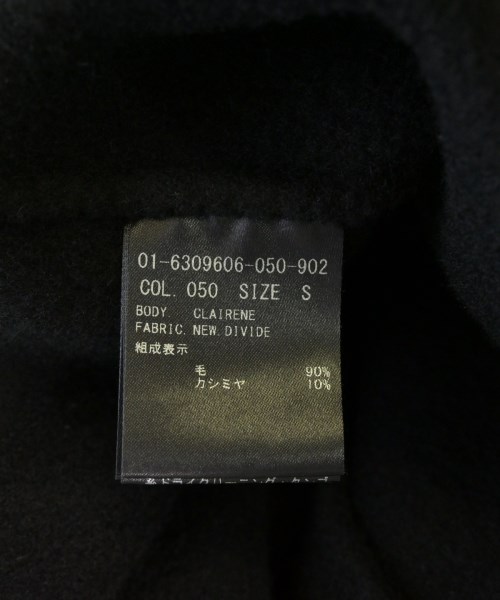 01-6309606-050-902
COL. 050 SIZE S
BODY. CLAIRENE
FABRIC. NEW. DIVIDE
組成表示
毛 90%
カシミヤ 10%